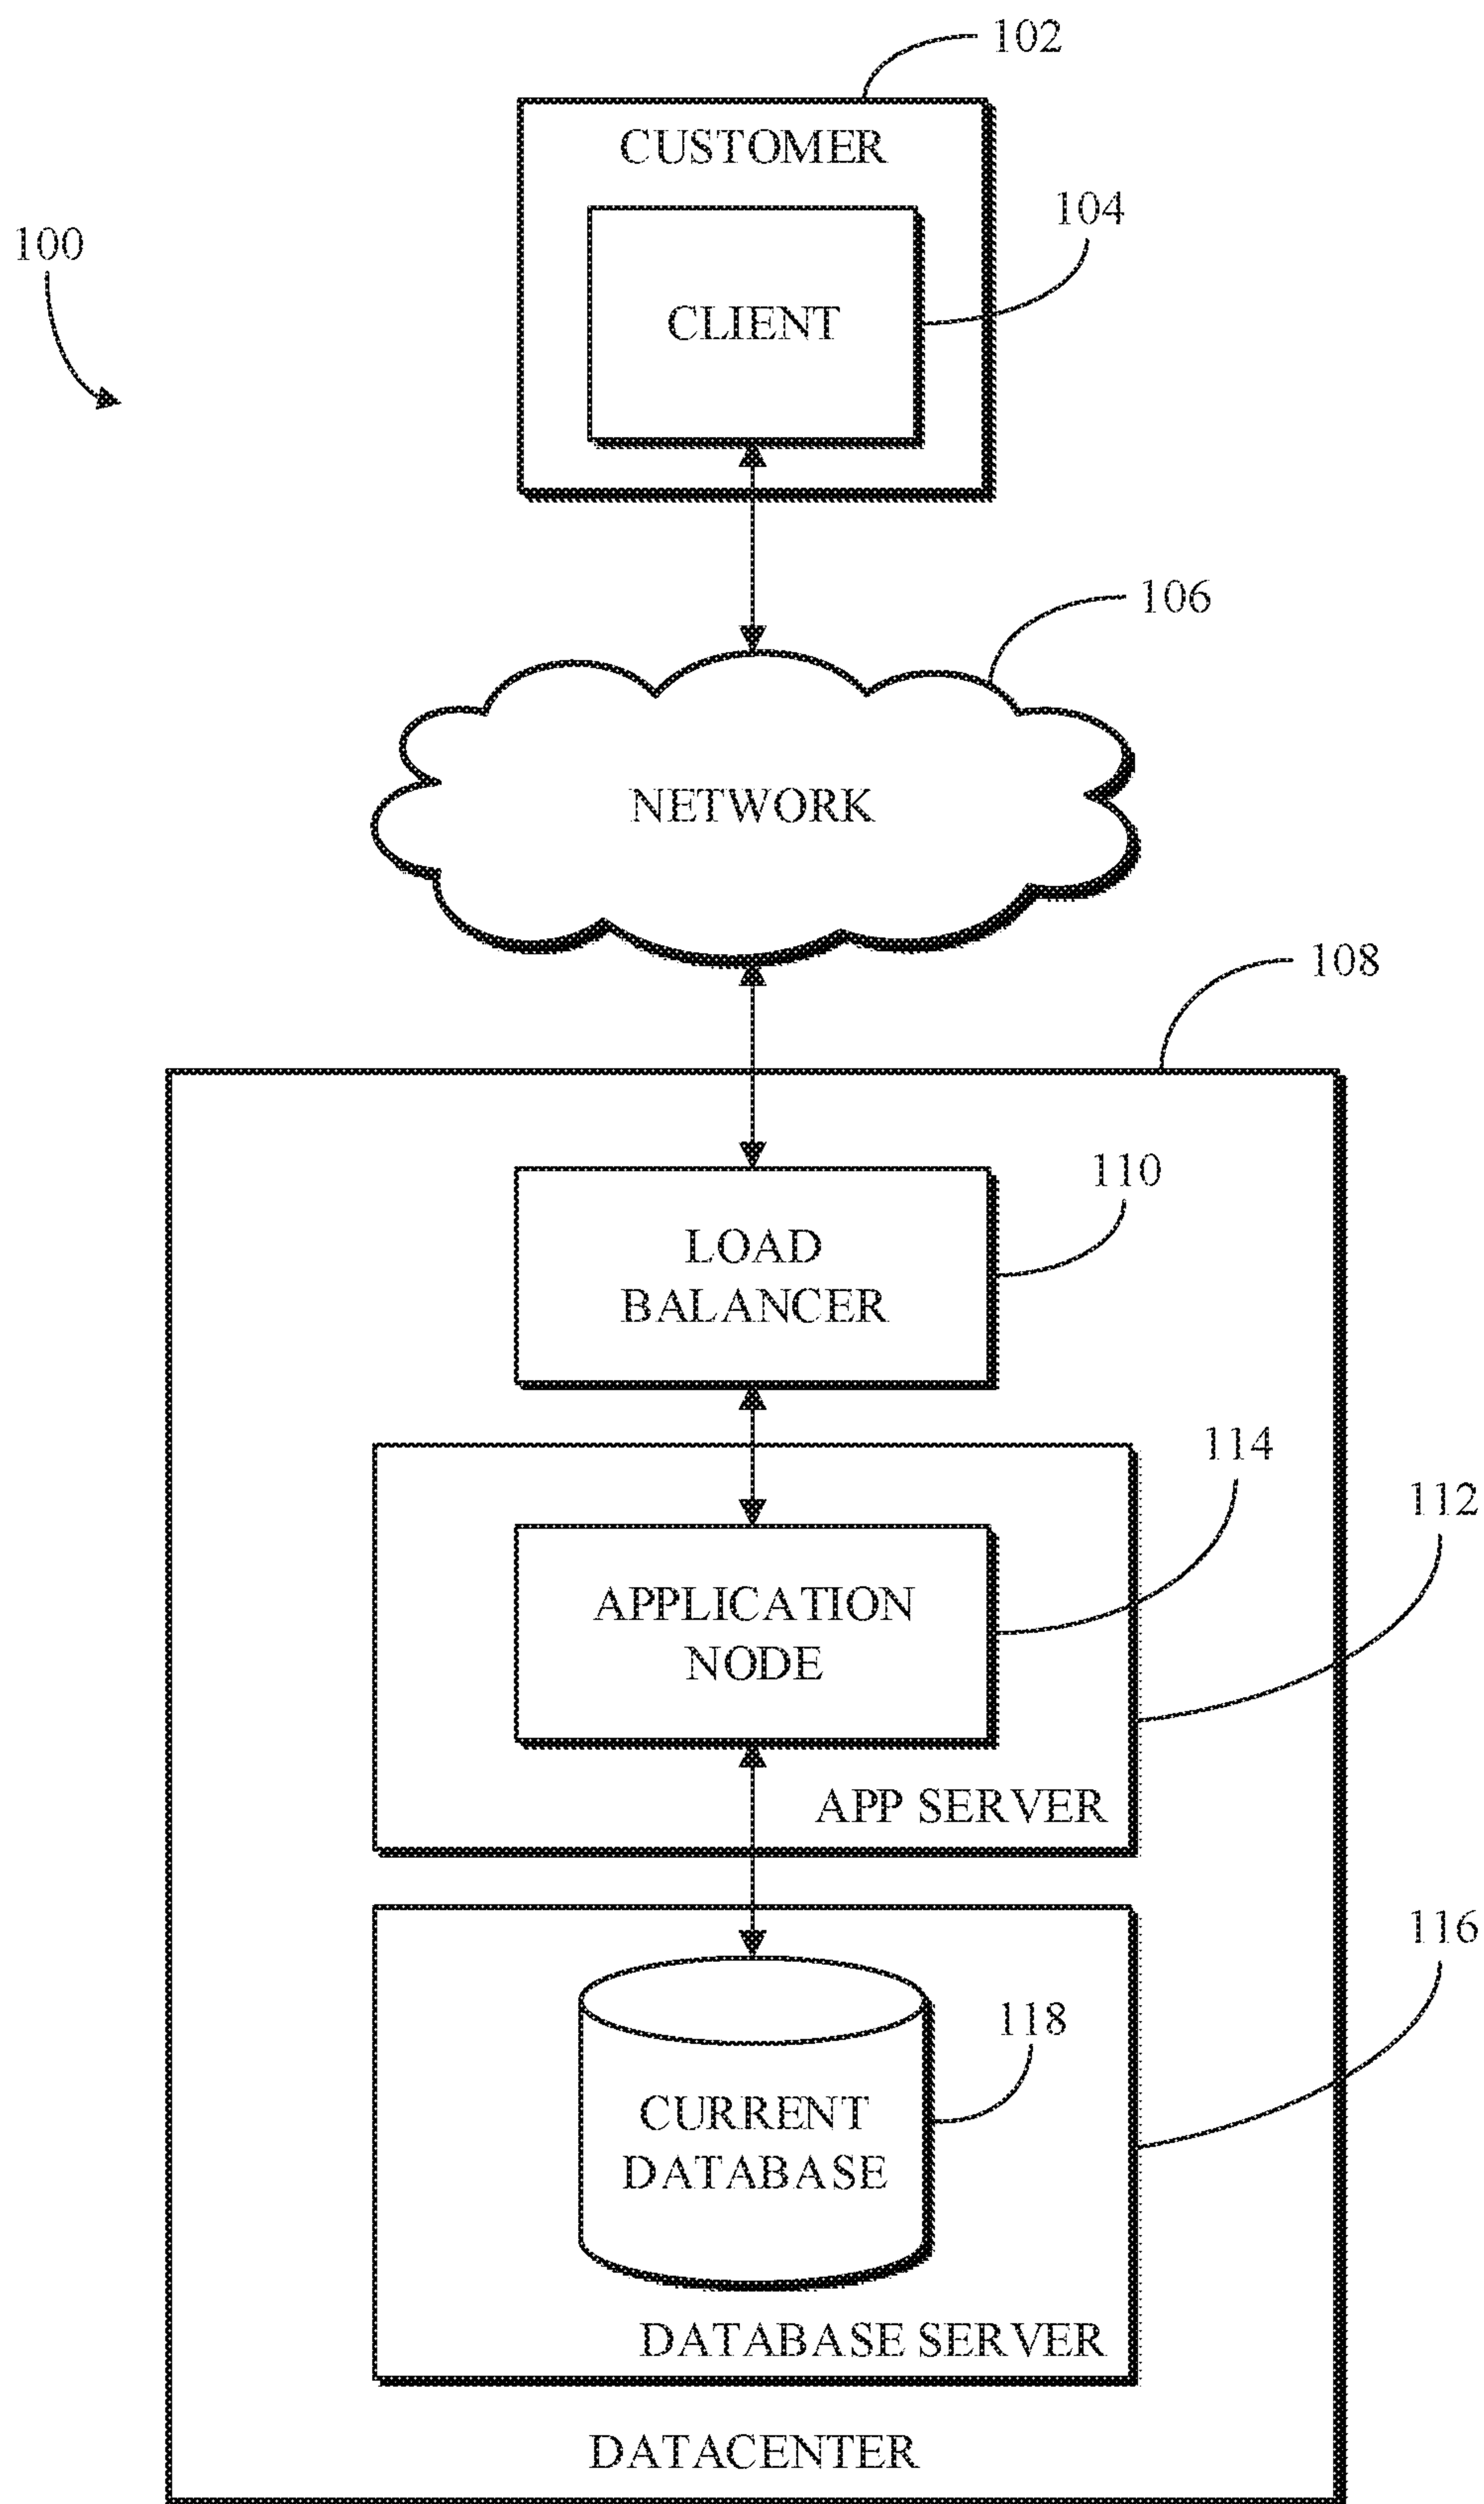 102
CUSTOMER
104
100
CLIENT
106
NETWORK
108
110
LOAD
BALANCER
114
112
APPLICATION
NODE
APP SERVER
116
118
CURRENT
DATABASE
DATABASE SERVER
DATACENTER